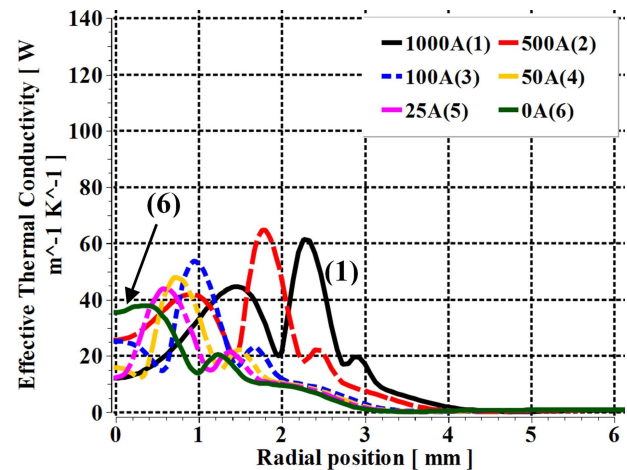 140
120
100
80
60
40
20
0
Effective Thermal Conductivity [ W
m^-1 K^-1 ]
1000A(1)
500A(2)
100A(3)
50A(4)
25A(5)
0A(6)
(6)
(1)
0
1
2
3
4
5
6
Radial position [ mm ]